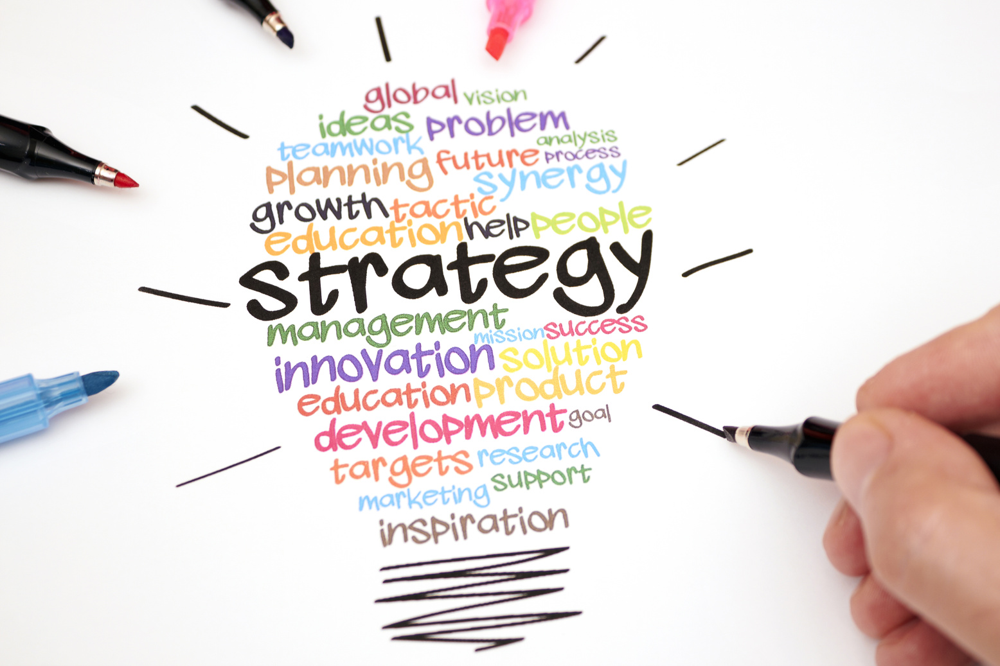 global vision
ideas problem
teamwork analysis
planning future process
synergy
growth tactic
education help people
strategy
management
mission success
innovation solution
education product
development goal
targets research
marketing support
inspiration